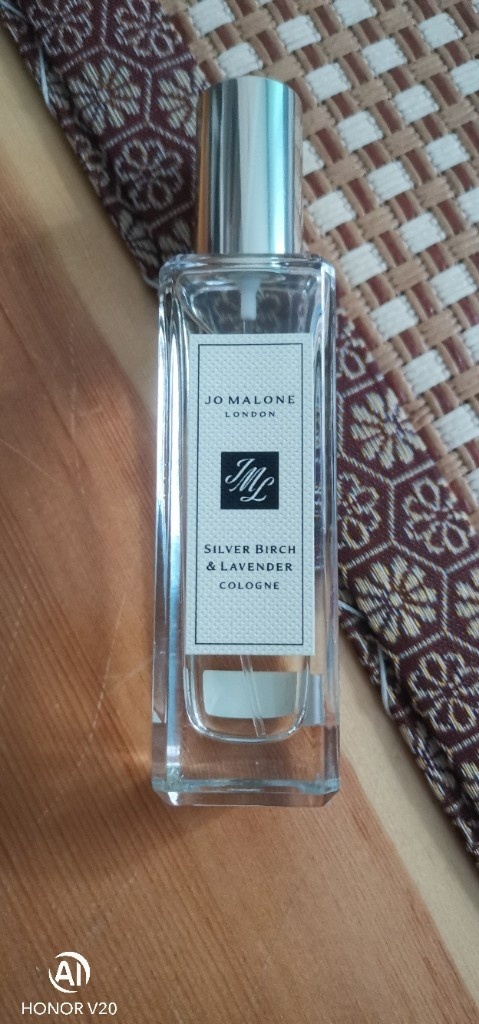 JO MALONE
LONDON
JML
SILVER BIRCH
& LAVENDER
COLOGNE
AI
HONOR V20